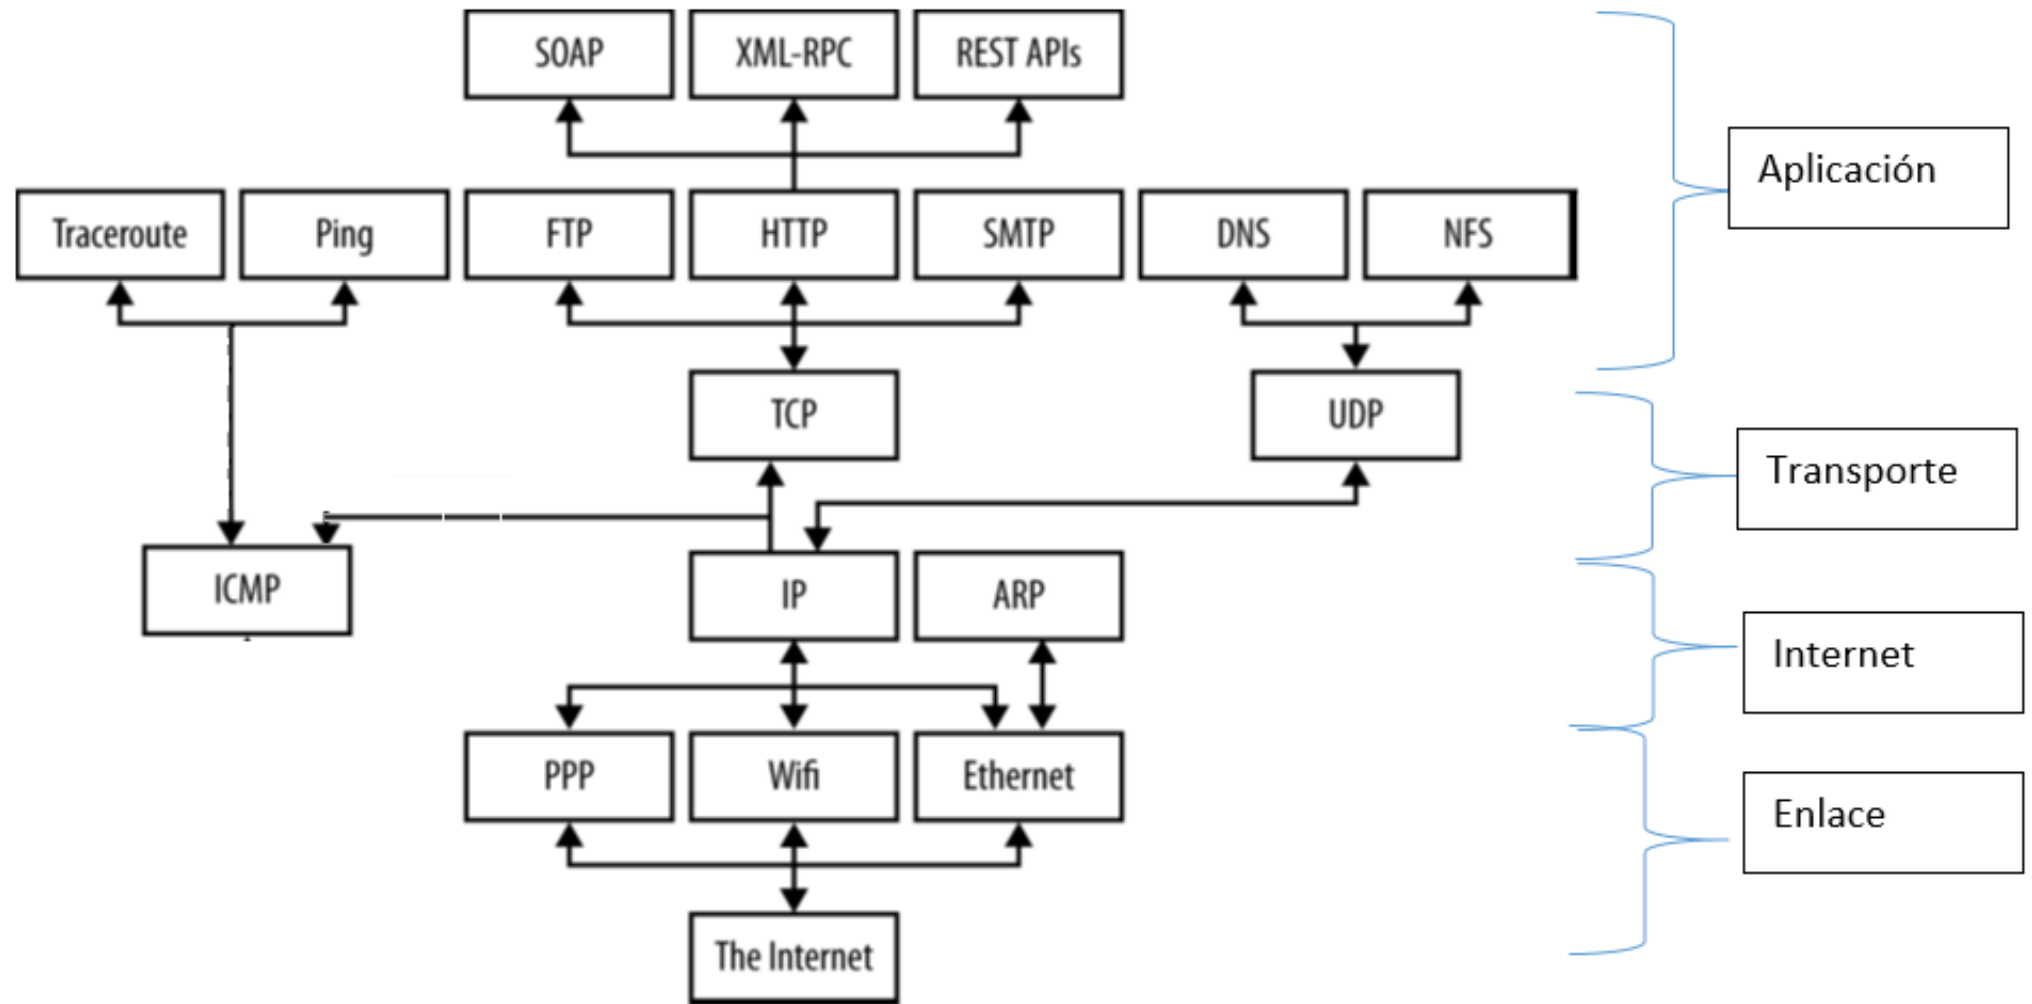 SOAP
XML-RPC
REST APIs
Aplicación
Traceroute
Ping
FTP
HTTP
SMTP
DNS
NFS
TCP
UDP
Transporte
ICMP
IP
ARP
Internet
PPP
Wifi
Ethernet
Enlace
The Internet